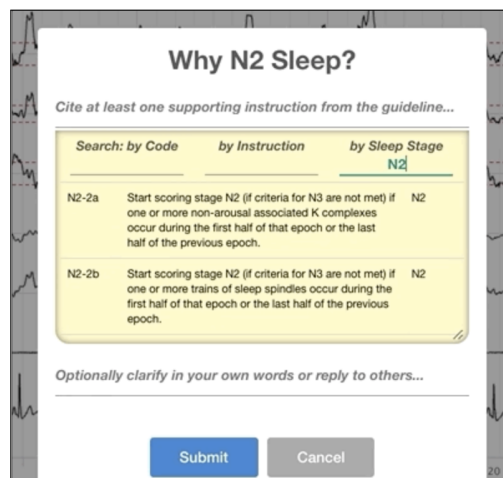 Why N2 Sleep?
Cite at least one supporting instruction from the guideline...
Search: by Code by Instruction by Sleep Stage
N2
N2-2a Start scoring stage N2 (if criteria for N3 are not met) if N2
one or more non-arousal associated K complexes
occur during the first half of that epoch or the last
half of the previous epoch.
N2-2b Start scoring stage N2 (if criteria for N3 are not met) if N2
one or more trains of sleep spindles occur during the
first half of that epoch or the last half of the previous
epoch.
Optionally clarify in your own words or reply to others...
Submit Cancel
20